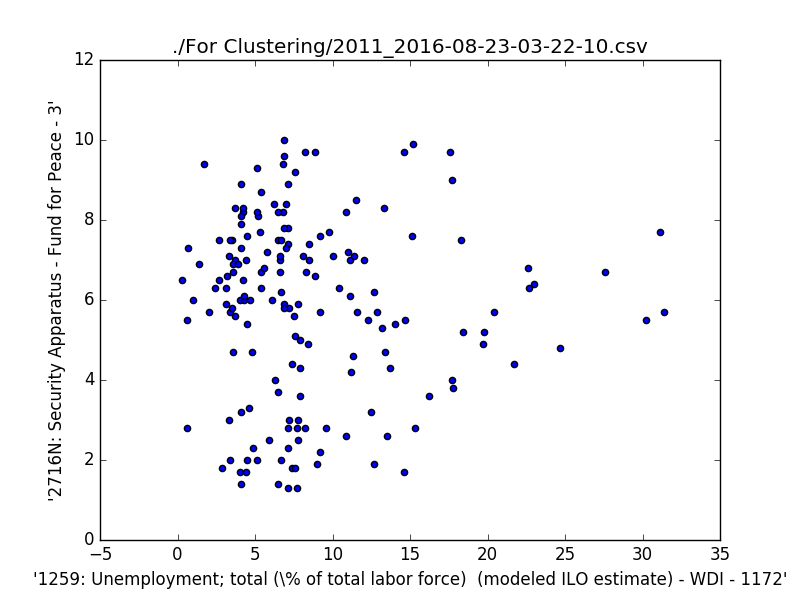 ./For Clustering/2011_2016-08-23-03-22-10.csv
12
10
8
6
4
2
0
'2716N: Security Apparatus - Fund for Peace - 3'
−5 0 5 10 15 20 25 30 35
'1259: Unemployment; total (\% of total labor force)  (modeled ILO estimate) - WDI - 1172'